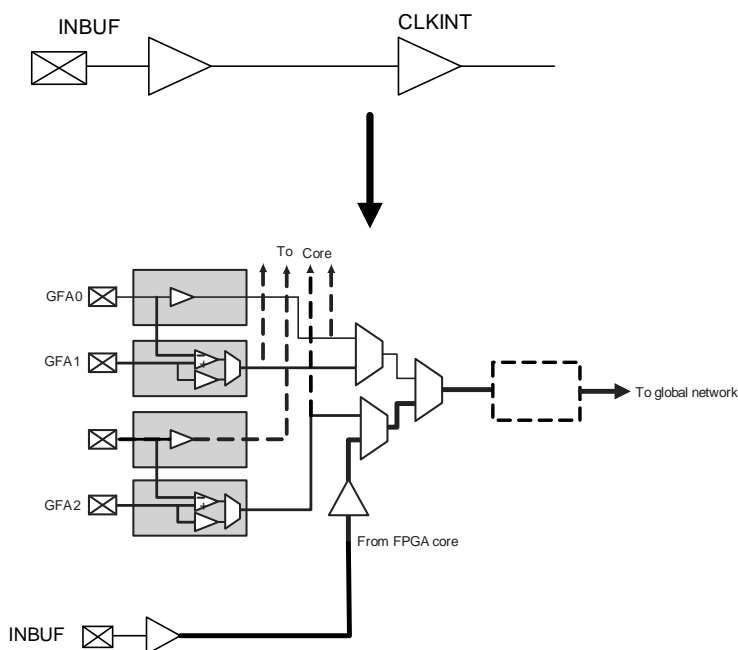 INBUF CLKINT
To Core
GFA0
GFA1
To global network
GFA2
From FPGA core
INBUF